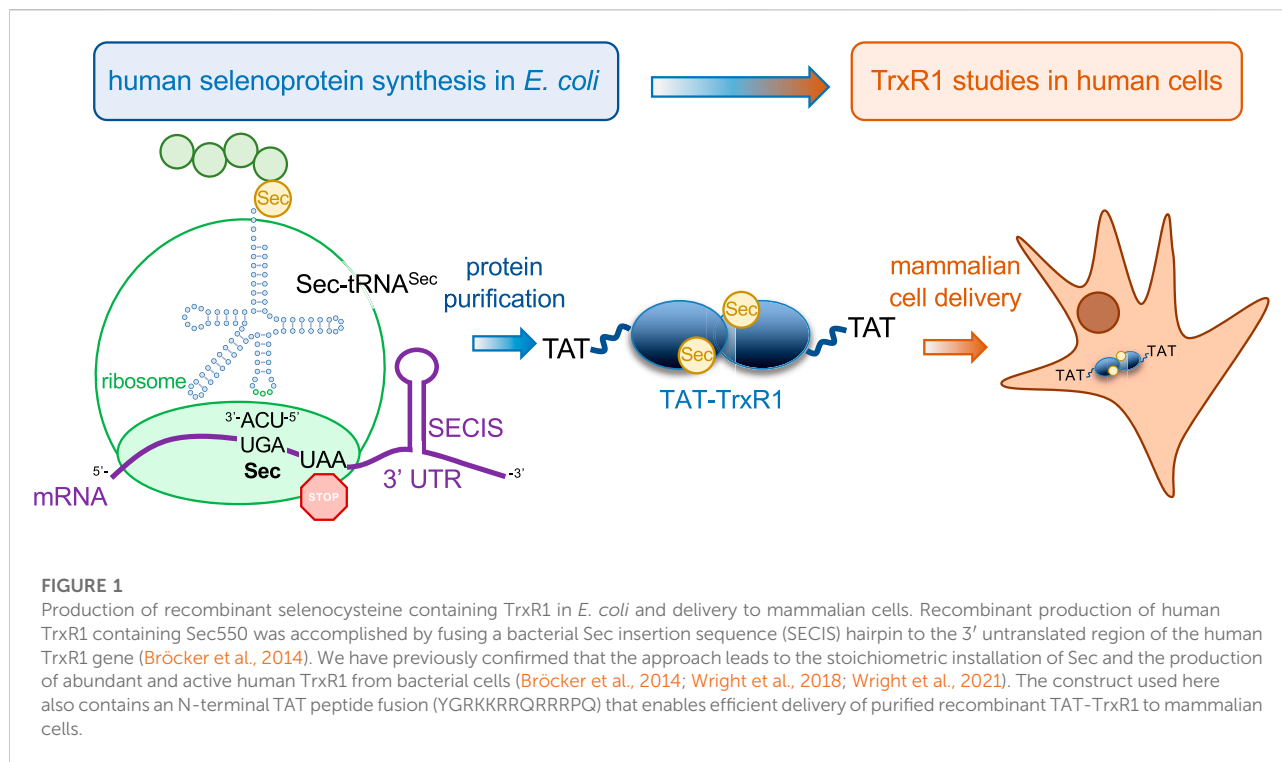 human selenoprotein synthesis in E. coli
TrxR1 studies in human cells
Sec
Sec-tRNASec
ribosome
3'-ACU-5'
UGA
Sec
UAA
STOP
5'-
mRNA
SECIS
3' UTR
-3'
protein
purification
TAT
Sec
Sec
TAT
TAT-TrxR1
mammalian
cell delivery
TAT
TAT
FIGURE 1
Production of recombinant selenocysteine containing TrxR1 in E. coli and delivery to mammalian cells. Recombinant production of human
TrxR1 containing Sec550 was accomplished by fusing a bacterial Sec insertion sequence (SECIS) hairpin to the 3′ untranslated region of the human
TrxR1 gene (Bröcker et al., 2014). We have previously confirmed that the approach leads to the stoichiometric installation of Sec and the production
of abundant and active human TrxR1 from bacterial cells (Bröcker et al., 2014; Wright et al., 2018; Wright et al., 2021). The construct used here
also contains an N-terminal TAT peptide fusion (YGRKKRRQRRRPQ) that enables efficient delivery of purified recombinant TAT-TrxR1 to mammalian
cells.